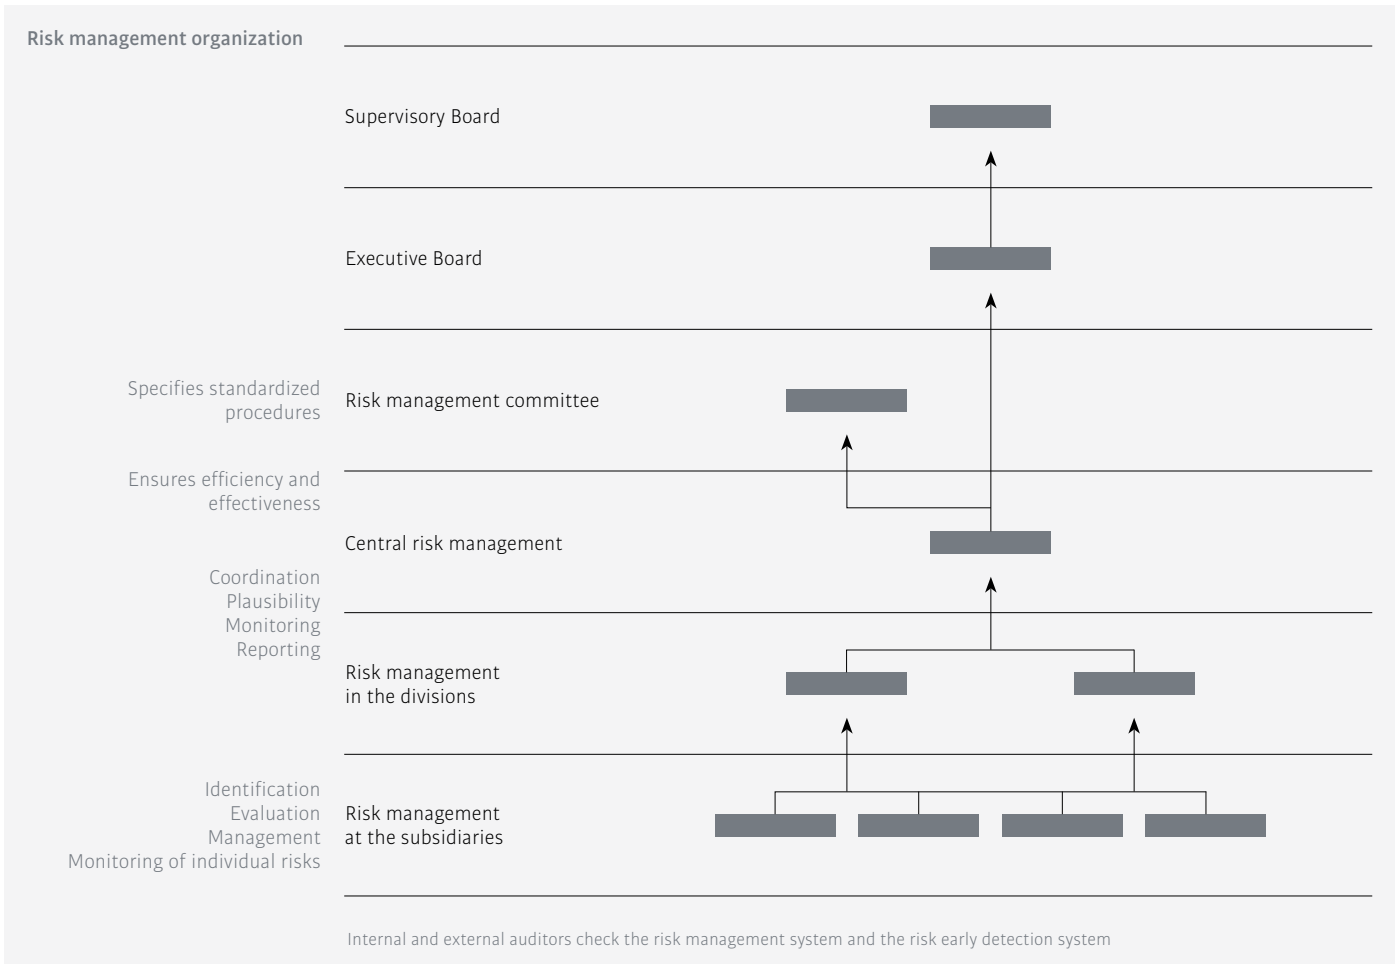 Risk management organization
Supervisory Board
Executive Board
Specifies standardized
procedures
Risk management committee
Ensures efficiency and
effectiveness
Central risk management
Coordination
Plausibility
Monitoring
Reporting
Risk management
in the divisions
Identification
Evaluation
Management
Monitoring of individual risks
Risk management
at the subsidiaries
Internal and external auditors check the risk management system and the risk early detection system